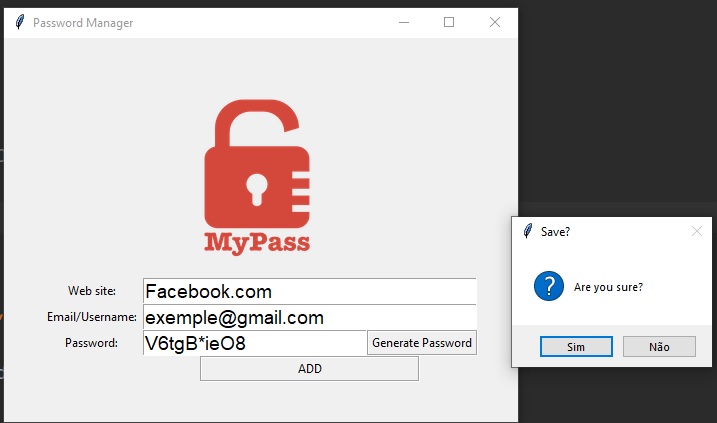 Password Manager
MyPass
Web site:
Facebook.com
Email/Username:
exemple@gmail.com
Password:
V6tgB*ieO8
Generate Password
ADD
Save?
Are you sure?
Sim
Não